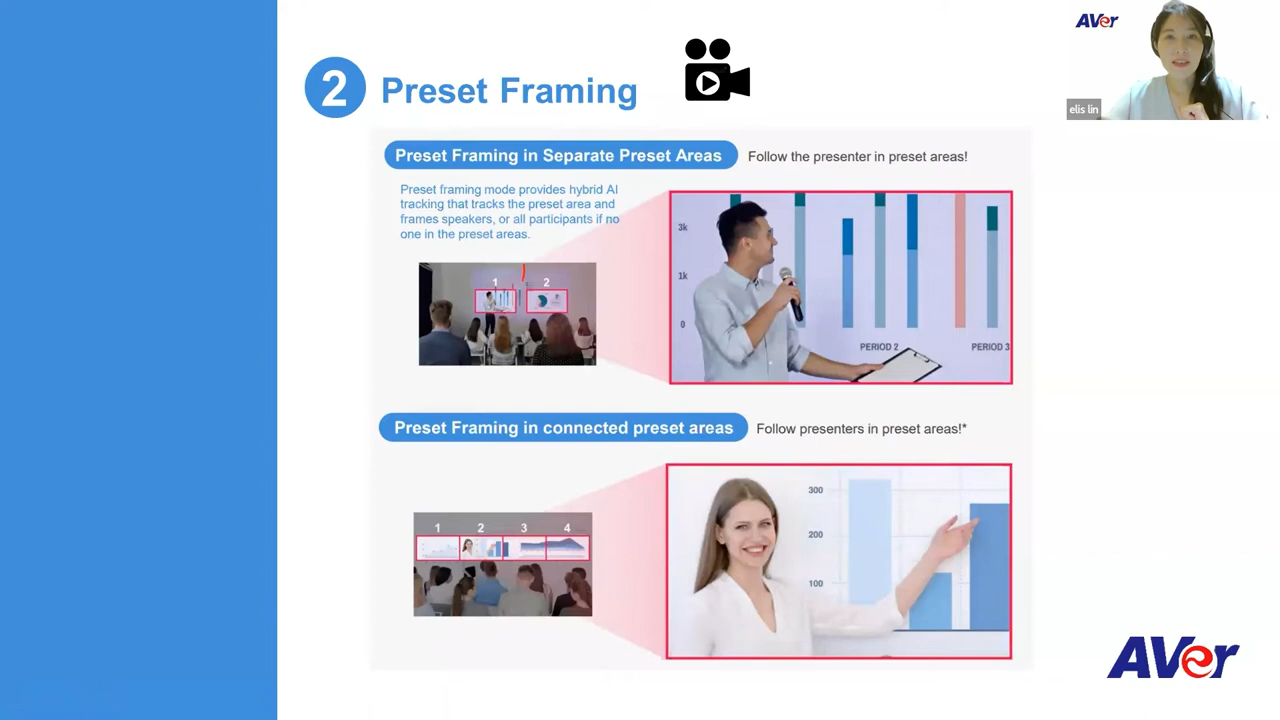 AVer
elis lin
2 Preset Framing
Preset Framing in Separate Preset Areas Follow the presenter in preset areas!
Preset framing mode provides hybrid AI
tracking that tracks the preset area and
frames speakers, or all participants if no
one in the preset areas.
1 2
3k
1k
0
PERIOD 2 PERIOD 3
Preset Framing in connected preset areas Follow presenters in preset areas!*
1 2 3 4
300
200
100
AVer